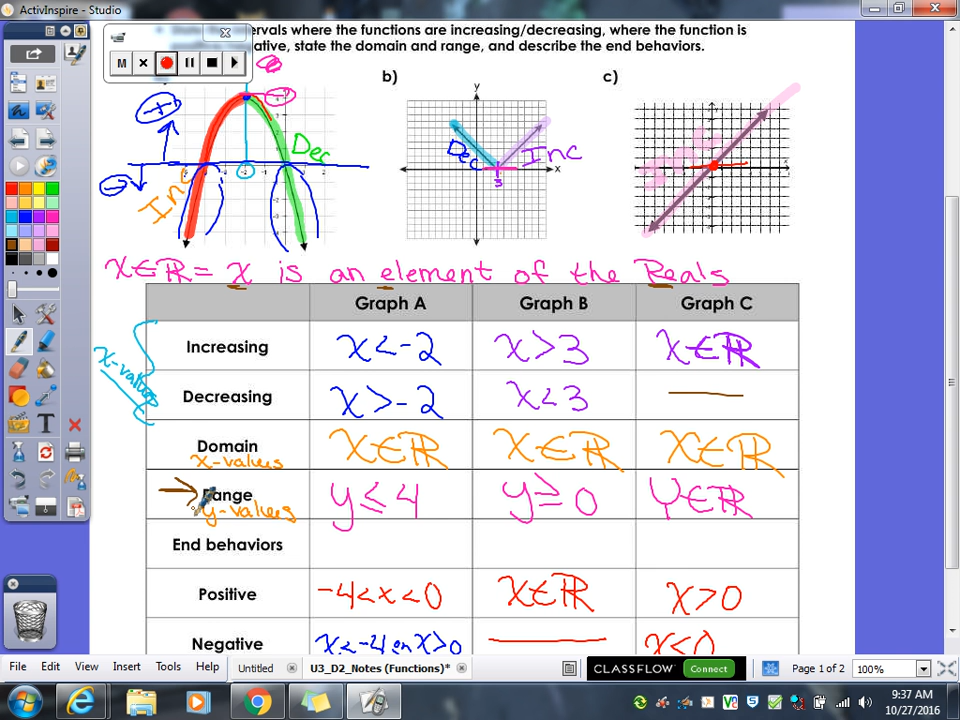 ActivInspire - Studio
ervals where the functions are increasing/decreasing, where the function is
ative, state the domain and range, and describe the end behaviors.
M
b)
c)
+
4
Dec
Inc
-2
y
x
Dec
Inc
3
Inc
x∈ℝ = x is an element of the Reals
Graph A Graph B Graph C
x-values
Increasing x<-2 x>3 x∈ℝ
Decreasing x>-2 x<3 —
Domain x∈ℝ x∈ℝ x∈ℝ
x-values
Range y≤4 y≥0 y∈ℝ
y-values
End behaviors
Positive -4<x<0 x∈ℝ x>0
Negative x<-4 or x>0 — x<0
File Edit View Insert Tools Help Untitled U3_D2_Notes (Functions)* CLASSFLOW Connect Page 1 of 2 100%
9:37 AM
10/27/2016